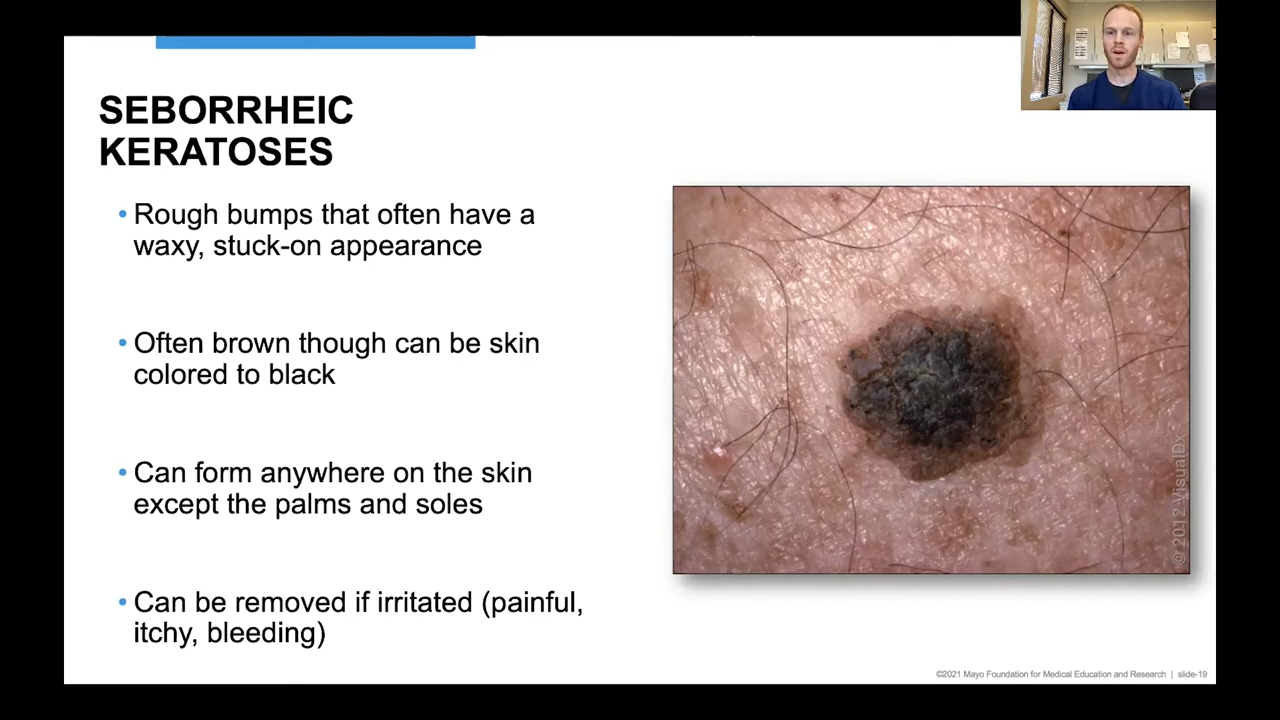 SEBORRHEIC
KERATOSES
• Rough bumps that often have a
waxy, stuck-on appearance
• Often brown though can be skin
colored to black
• Can form anywhere on the skin
except the palms and soles
• Can be removed if irritated (painful,
itchy, bleeding)
© 2012 VisualDx
©2021 Mayo Foundation for Medical Education and Research | slide-19